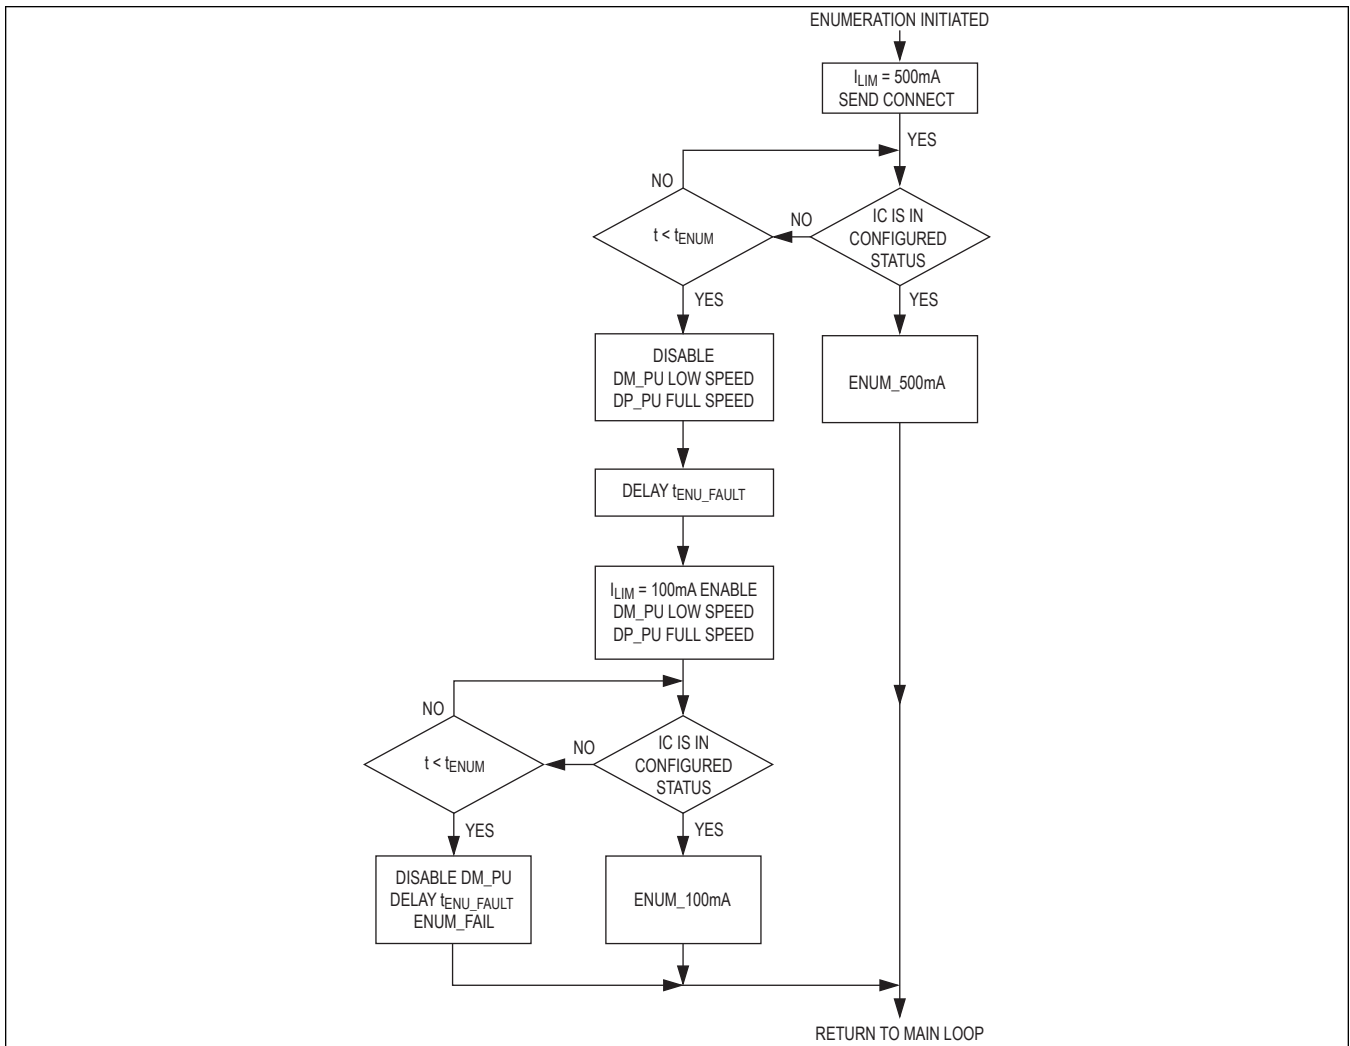 ENUMERATION INITIATED
ILIM = 500mA
SEND CONNECT
YES
NO
t < tENUM
NO
IC IS IN
CONFIGURED
STATUS
YES
YES
DISABLE
DM_PU LOW SPEED
DP_PU FULL SPEED
ENUM_500mA
DELAY tENU_FAULT
ILIM = 100mA ENABLE
DM_PU LOW SPEED
DP_PU FULL SPEED
NO
t < tENUM
NO
IC IS IN
CONFIGURED
STATUS
YES
YES
DISABLE DM_PU
DELAY tENU_FAULT
ENUM_FAIL
ENUM_100mA
RETURN TO MAIN LOOP